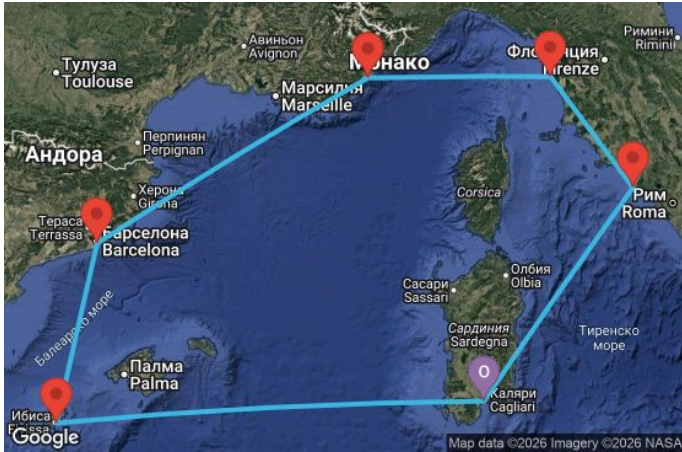 Авиньон
Avignon
Тулуза
Toulouse
Римини
Rimini
Флоренция
Firenze
Монако
Марсилия
Marseille
Перпинян
Perpignan
Андора
Херона
Girona
Corsica
Рим
Roma
Тераса
Terrassa
Барселона
Barcelona
Олбия
Olbia
Сасари
Sassari
Балеарско море
Сардиния
Sardegna
Тиренско
море
Палма
Palma
O
Каляри
Cagliari
Ибиса
Google
Map data ©2026 Imagery ©2026 NASA